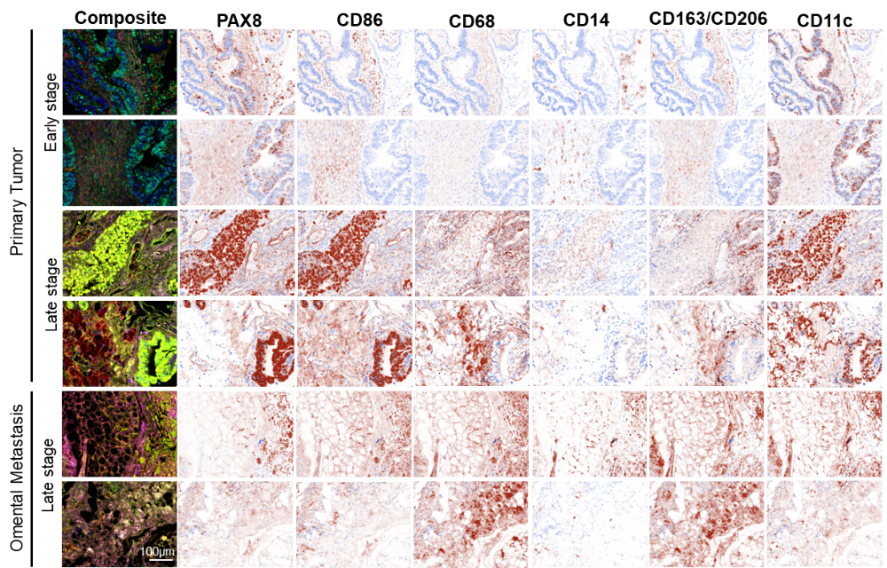 Composite PAX8 CD86 CD68 CD14 CD163/CD206 CD11c
Primary Tumor
Early stage
Late stage
Omental Metastasis
Late stage
100µm